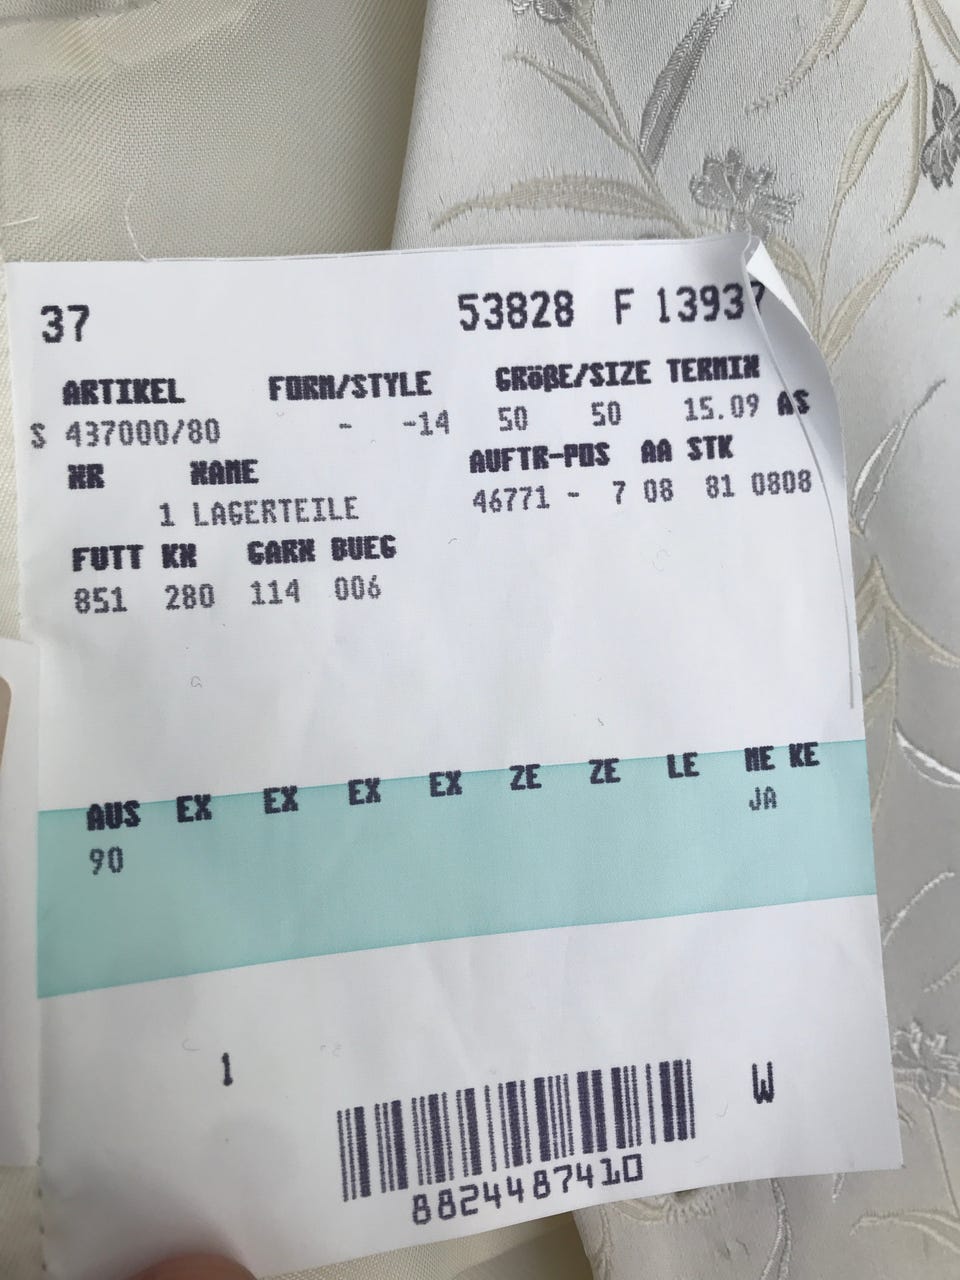 37 53828 F 13937
ARTIKEL FORM/STYLE GRÖßE/SIZE TERMIN
S 437000/80 - -14 50 50 15.09 AS
NR NAME AUFTR-POS AA STK
1 LAGERTEILE 46771 - 7 08 81 0808
FUTT KN GARN BUEG
851 280 114 006
AUS EX EX EX EX ZE ZE LE ME KE
90 JA
1 W
8824487410